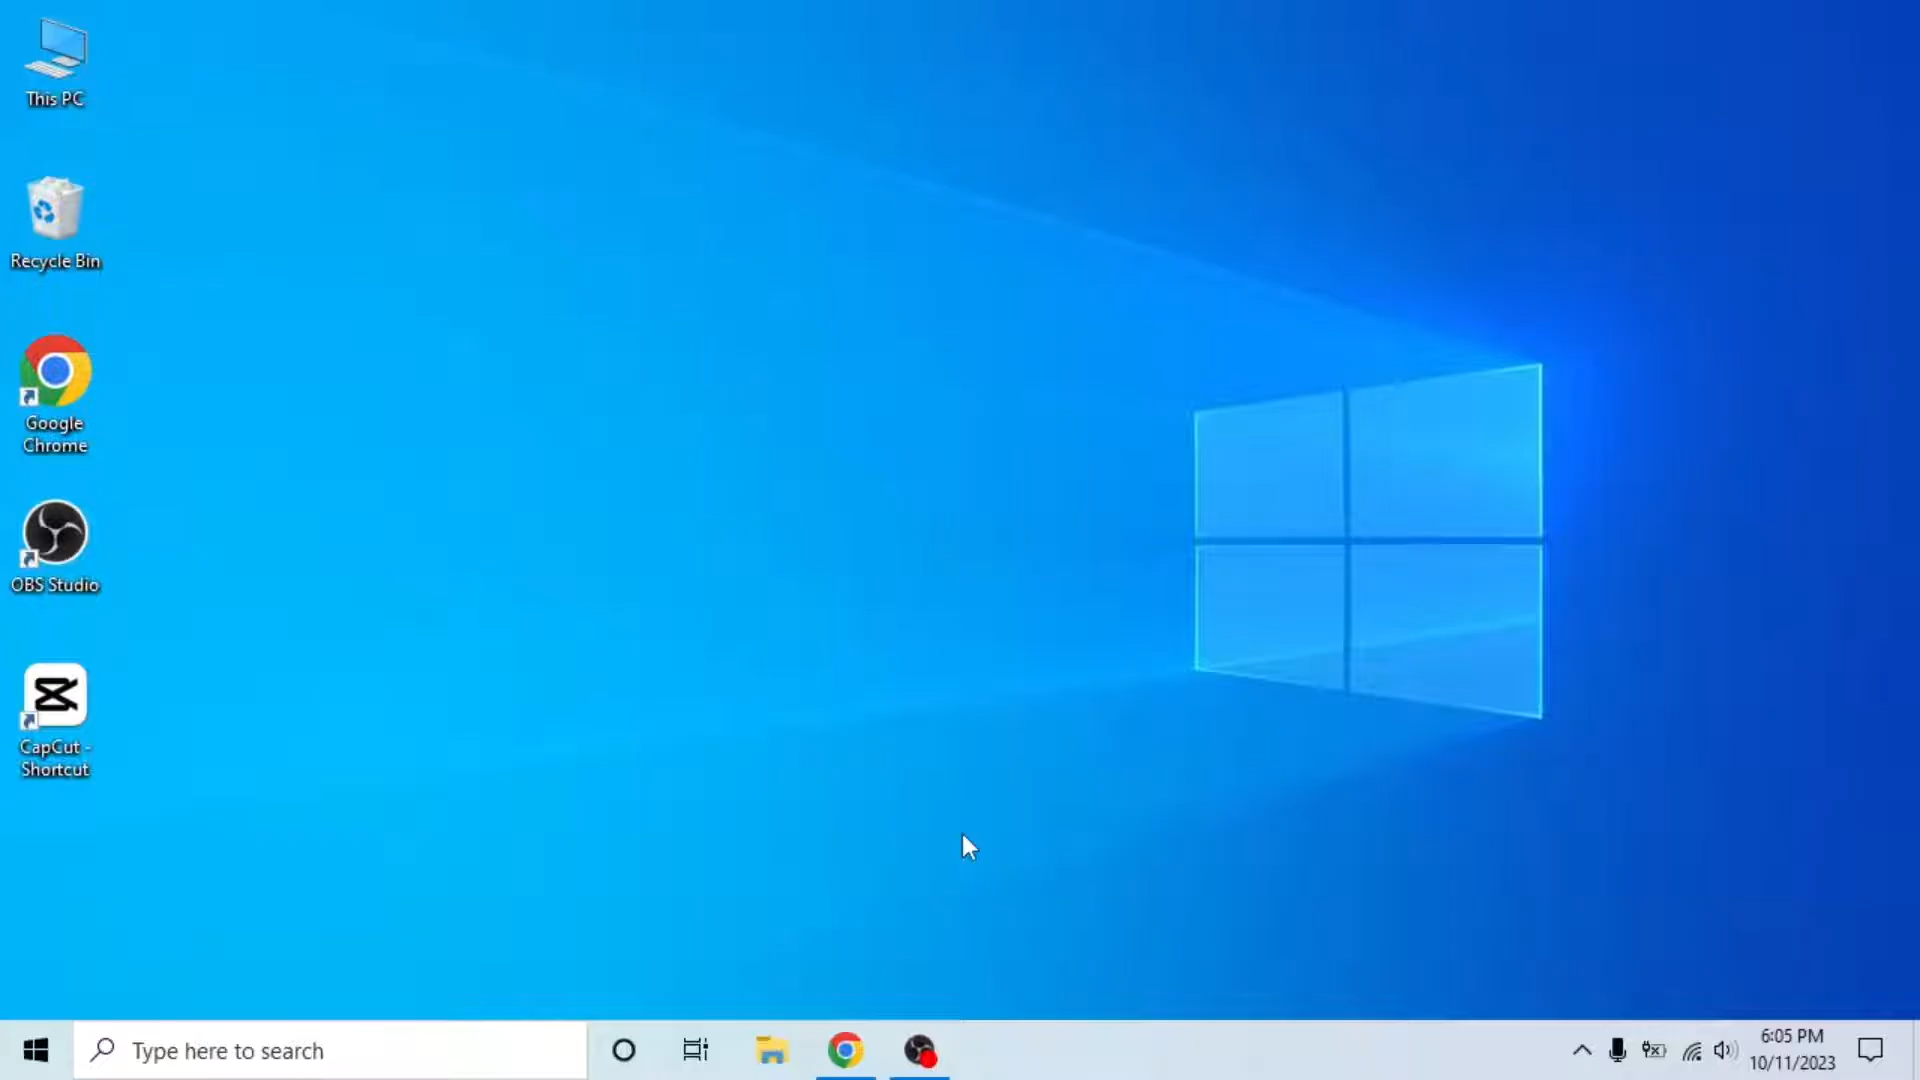 This PC
Recycle Bin
Google
Chrome
OBS Studio
CapCut -
Shortcut
Type here to search
6:05 PM
10/11/2023